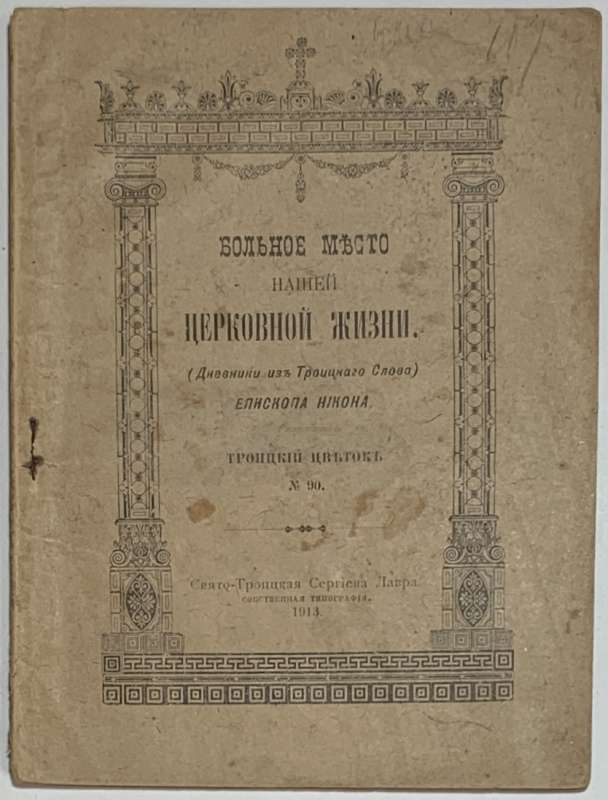 БОЛЬНОЕ МѢСТО
НАШЕЙ
ЦЕРКОВНОЙ ЖИЗНИ.
(Дневники изъ Троицкаго Слова)
ЕПИСКОПА НІКОНА.
ТРОИЦКІЙ ЦВѢТОКЪ
№ 90.
Свято-Троицкая Сергіева Лавра.
СОБСТВЕННАЯ ТИПОГРАФІЯ.
1913.